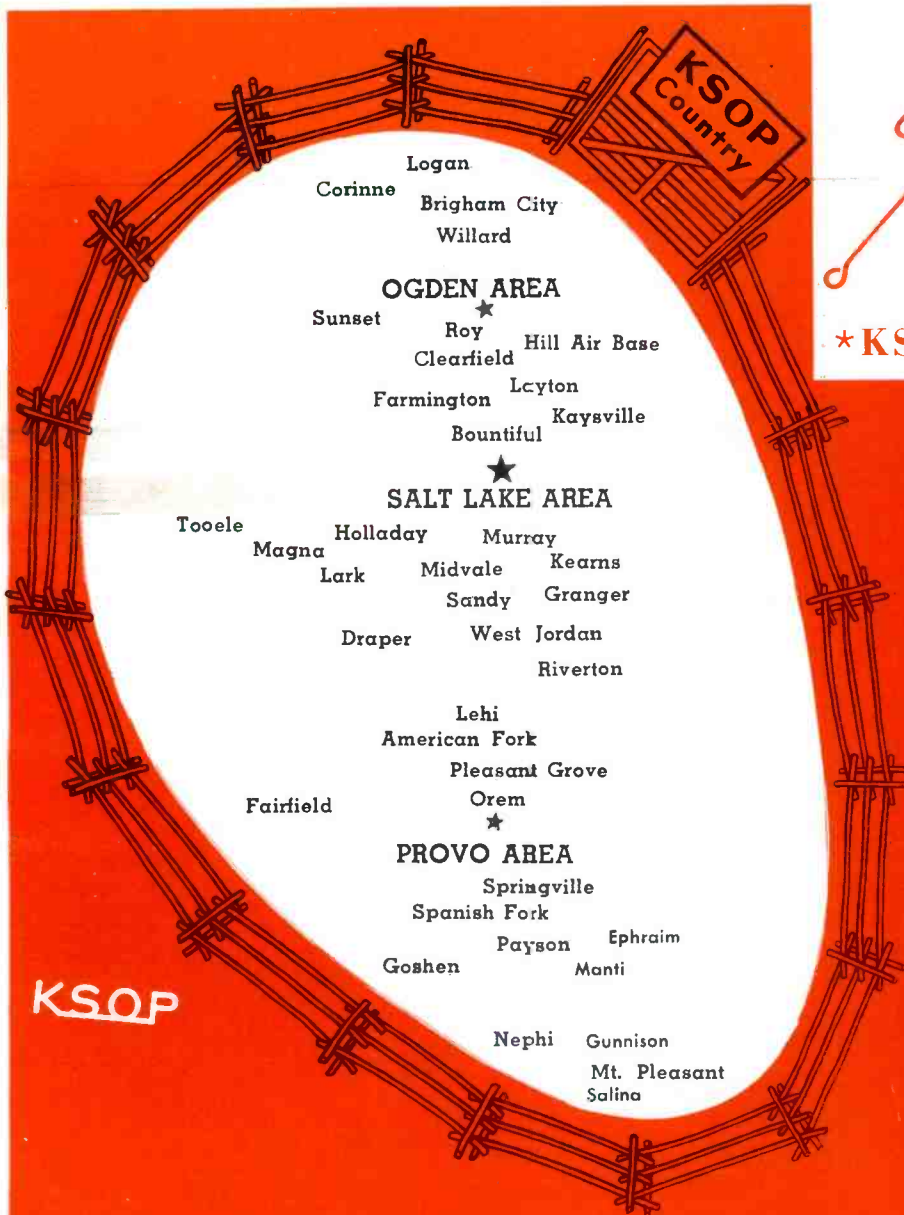 KSOP
Country
Logan
Corinne
Brigham City
Willard
OGDEN AREA
Sunset
Roy
Hill Air Base
Clearfield
Layton
Farmington
Kaysville
Bountiful
SALT LAKE AREA
Tooele
Holladay
Murray
Magna
Kearns
Lark
Midvale
Sandy
Granger
Draper
West Jordan
Riverton
Lehi
American Fork
Pleasant Grove
Fairfield
Orem
PROVO AREA
Springville
Spanish Fork
Payson
Ephraim
Goshen
Manti
KSOP
Nephi
Gunnison
Mt. Pleasant
Salina
*KS